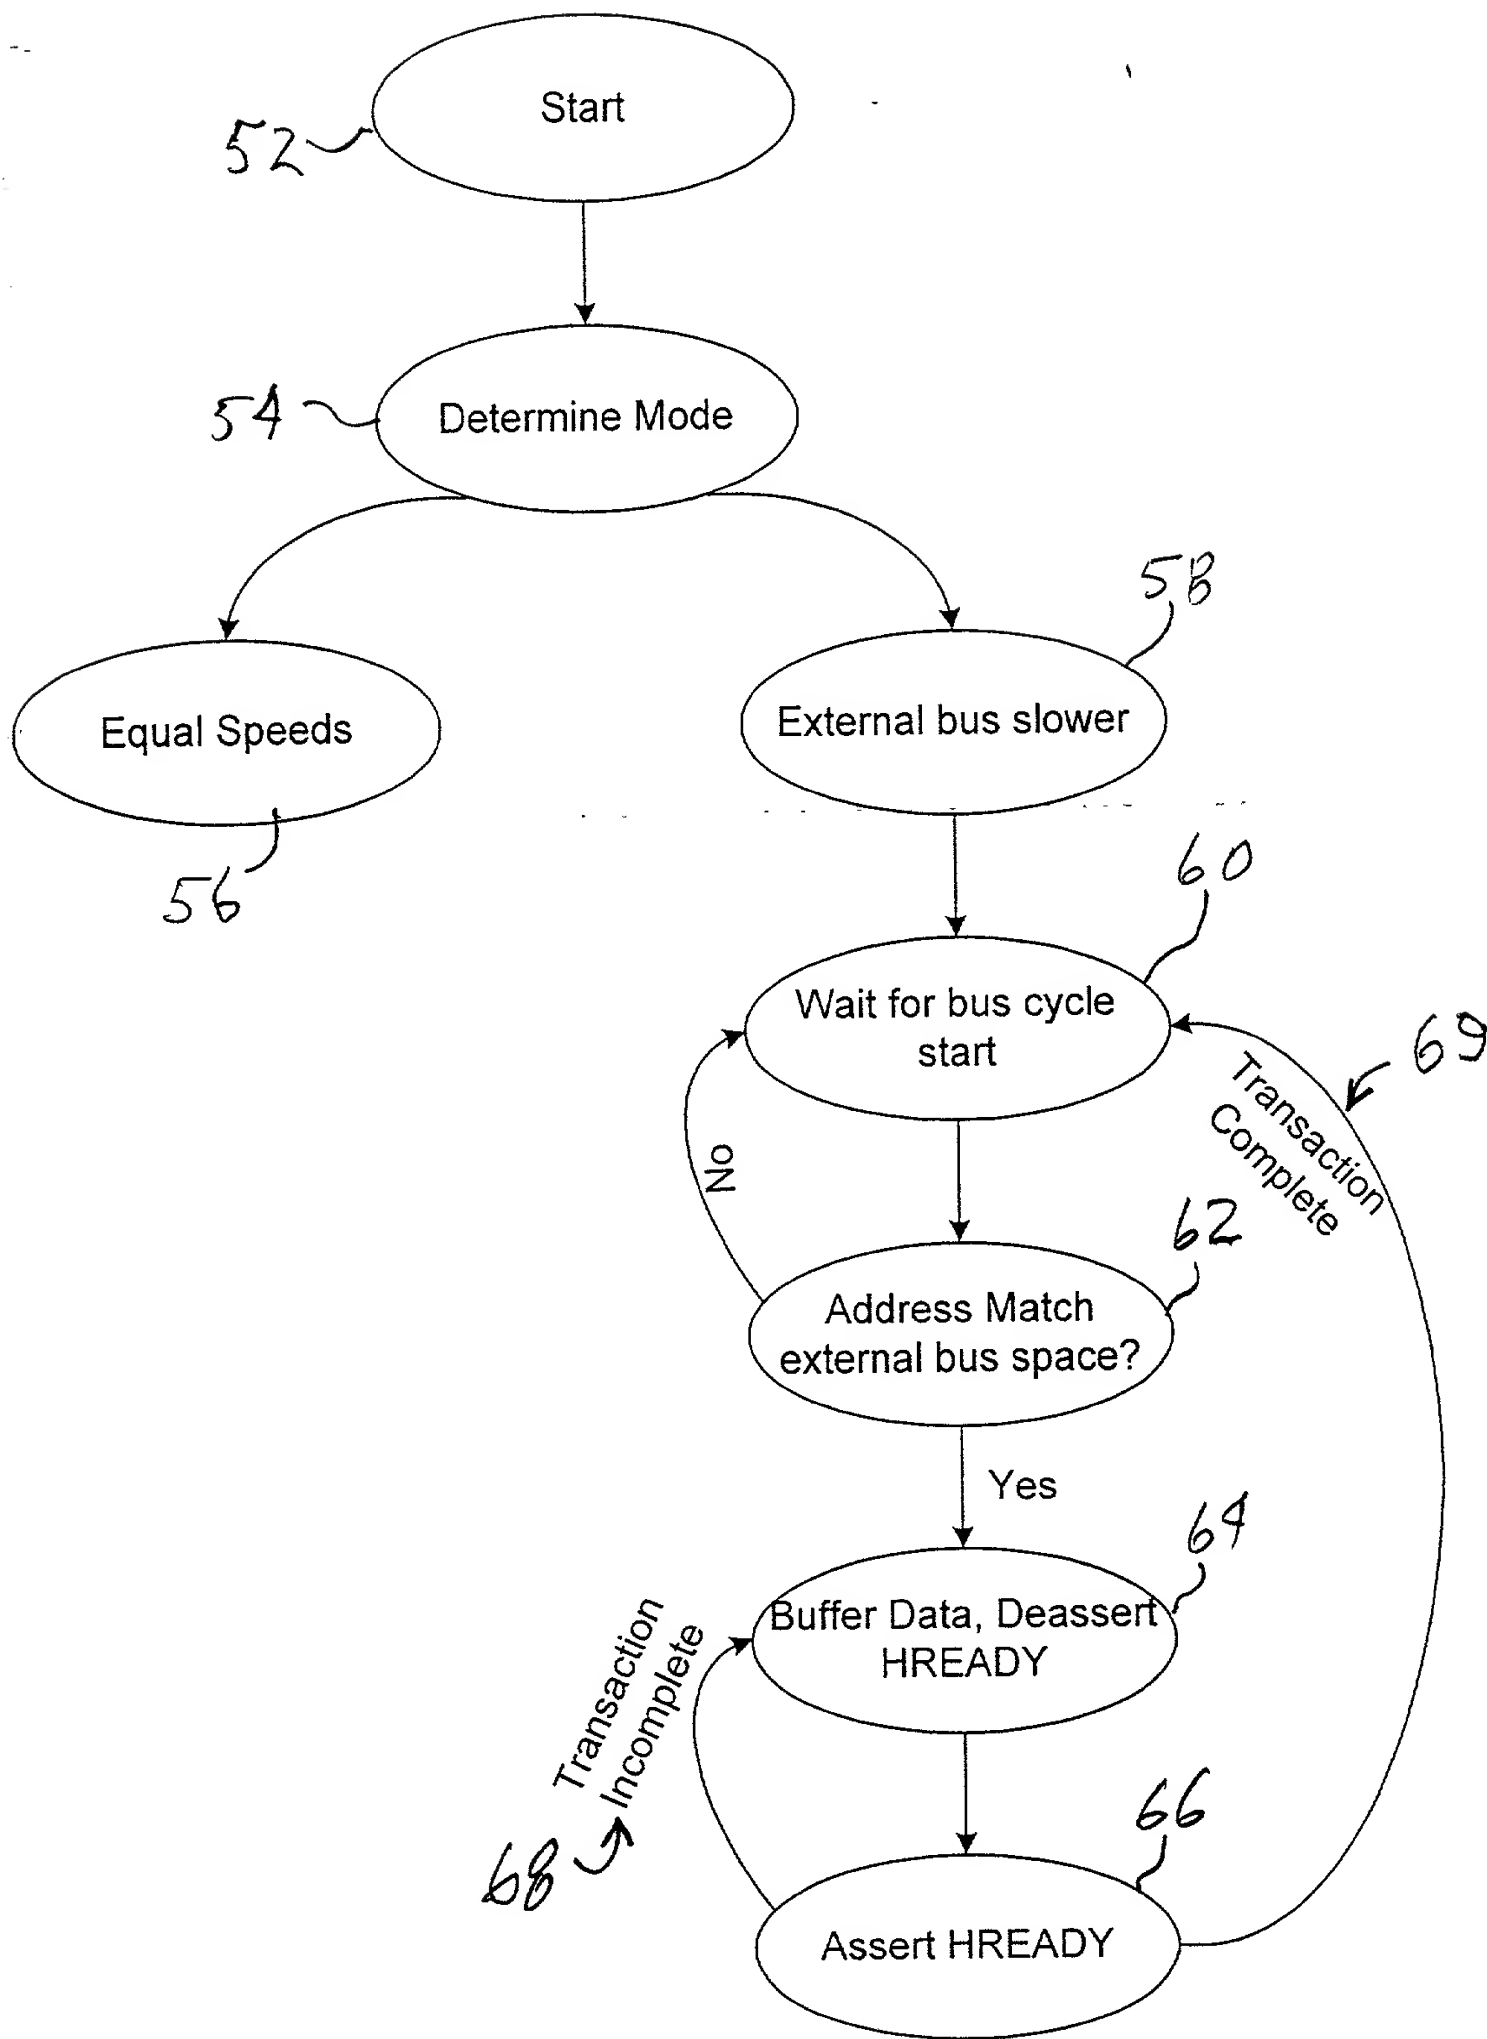 Start
52
Determine Mode
54
58
Equal Speeds
External bus slower
56
60
Wait for bus cycle
start
69
Transaction
Complete
No
62
Address Match
external bus space?
Yes
64
Buffer Data, Deassert
HREADY
Transaction
Incomplete
68
66
Assert HREADY